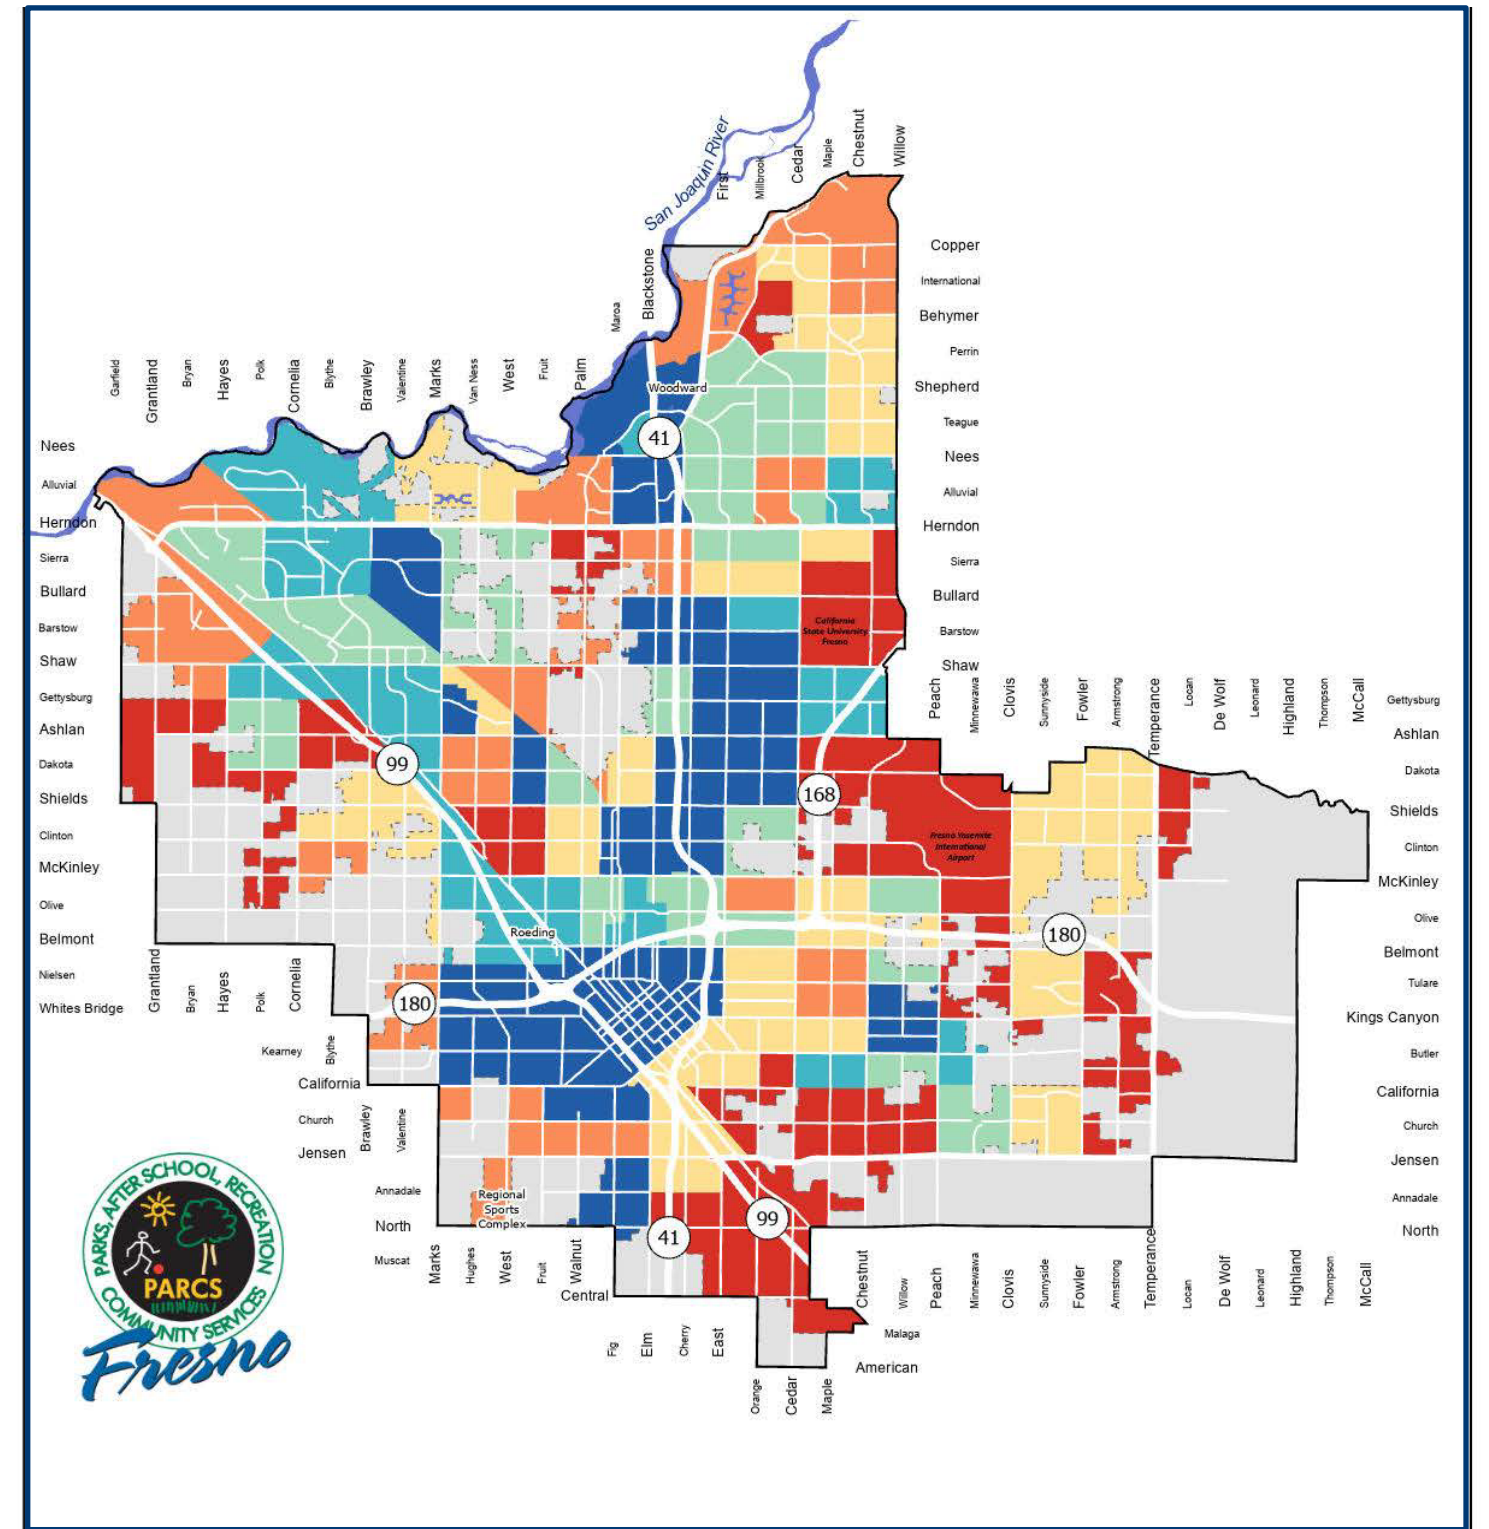 San Joaquin River
First
Millbrook
Cedar
Maple
Chestnut
Willow
Copper
International
Behymer
Perrin
Shepherd
Teague
Nees
Alluvial
Herndon
Sierra
Bullard
Barstow
Shaw
Maroa
Blackstone
Garfield
Grantland
Bryan
Hayes
Polk
Cornelia
Blythe
Brawley
Valentine
Marks
Van Ness
West
Fruit
Palm
Woodward
41
Nees
Alluvial
Herndon
Sierra
Bullard
Barstow
Shaw
Gettysburg
Ashlan
Dakota
Shields
Clinton
McKinley
Olive
Belmont
Nielsen
Whites Bridge
California
State University,
Fresno
Peach
Minnewawa
Clovis
Sunnyside
Fowler
Armstrong
Temperance
Locan
De Wolf
Leonard
Highland
Thompson
McCall
Gettysburg
Ashlan
Dakota
Shields
Clinton
McKinley
Olive
Belmont
Tulare
Kings Canyon
Butler
California
Church
Jensen
Annadale
North
99
168
Fresno Yosemite
International
Airport
Roeding
180
180
Grantland
Bryan
Hayes
Polk
Cornelia
Kearney
Blythe
California
Church
Brawley
Valentine
Jensen
Annadale
North
Muscat
Regional
Sports
Complex
41
99
Marks
Hughes
West
Fruit
Walnut
Central
Fig
Elm
Cherry
East
Orange
Cedar
Maple
Malaga
American
Chestnut
Willow
Peach
Minnewawa
Clovis
Sunnyside
Fowler
Armstrong
Temperance
Locan
De Wolf
Leonard
Highland
Thompson
McCall
PARKS, AFTER SCHOOL, RECREATION
PARCS
COMMUNITY SERVICES
Fresno